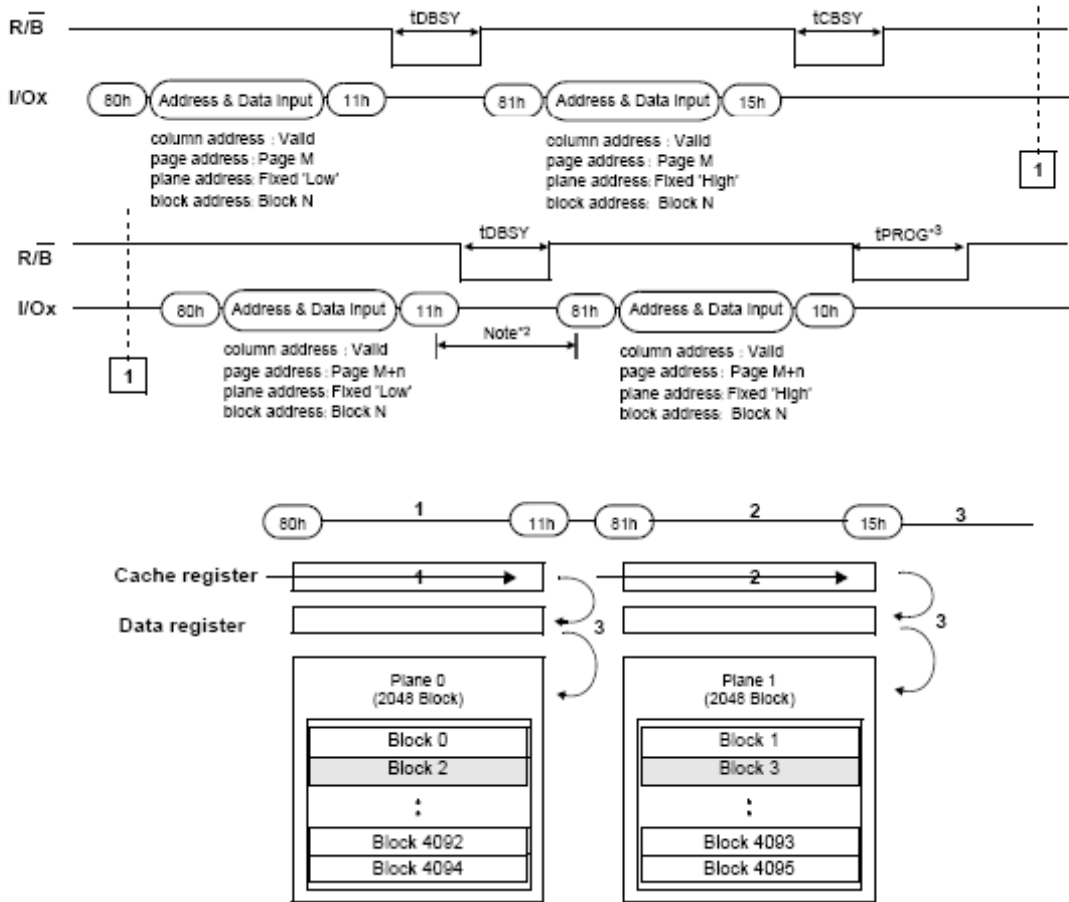 tDBSY tCBSY 1
R/B
I/Ox 80h Address & Data Input 11h 81h Address & Data Input 15h
column address : Valid column address : Valid
page address: Page M page address: Page M
plane address: Fixed 'Low' plane address: Fixed 'High'
block address: Block N block address: Block N
1
tDBSY tPROG*3
R/B
I/Ox 80h Address & Data Input 11h 81h Address & Data Input 10h
Note*2
column address : Valid column address : Valid
page address: Page M+n page address: Page M+n
plane address: Fixed 'Low' plane address: Fixed 'High'
block address: Block N block address: Block N
1
80h 1 11h 81h 2 15h 3
Cache register 1 2
Data register 3 3
Plane 0 Plane 1
(2048 Block) (2048 Block)
Block 0 Block 1
Block 2 Block 3
Block 4092 Block 4093
Block 4094 Block 4095